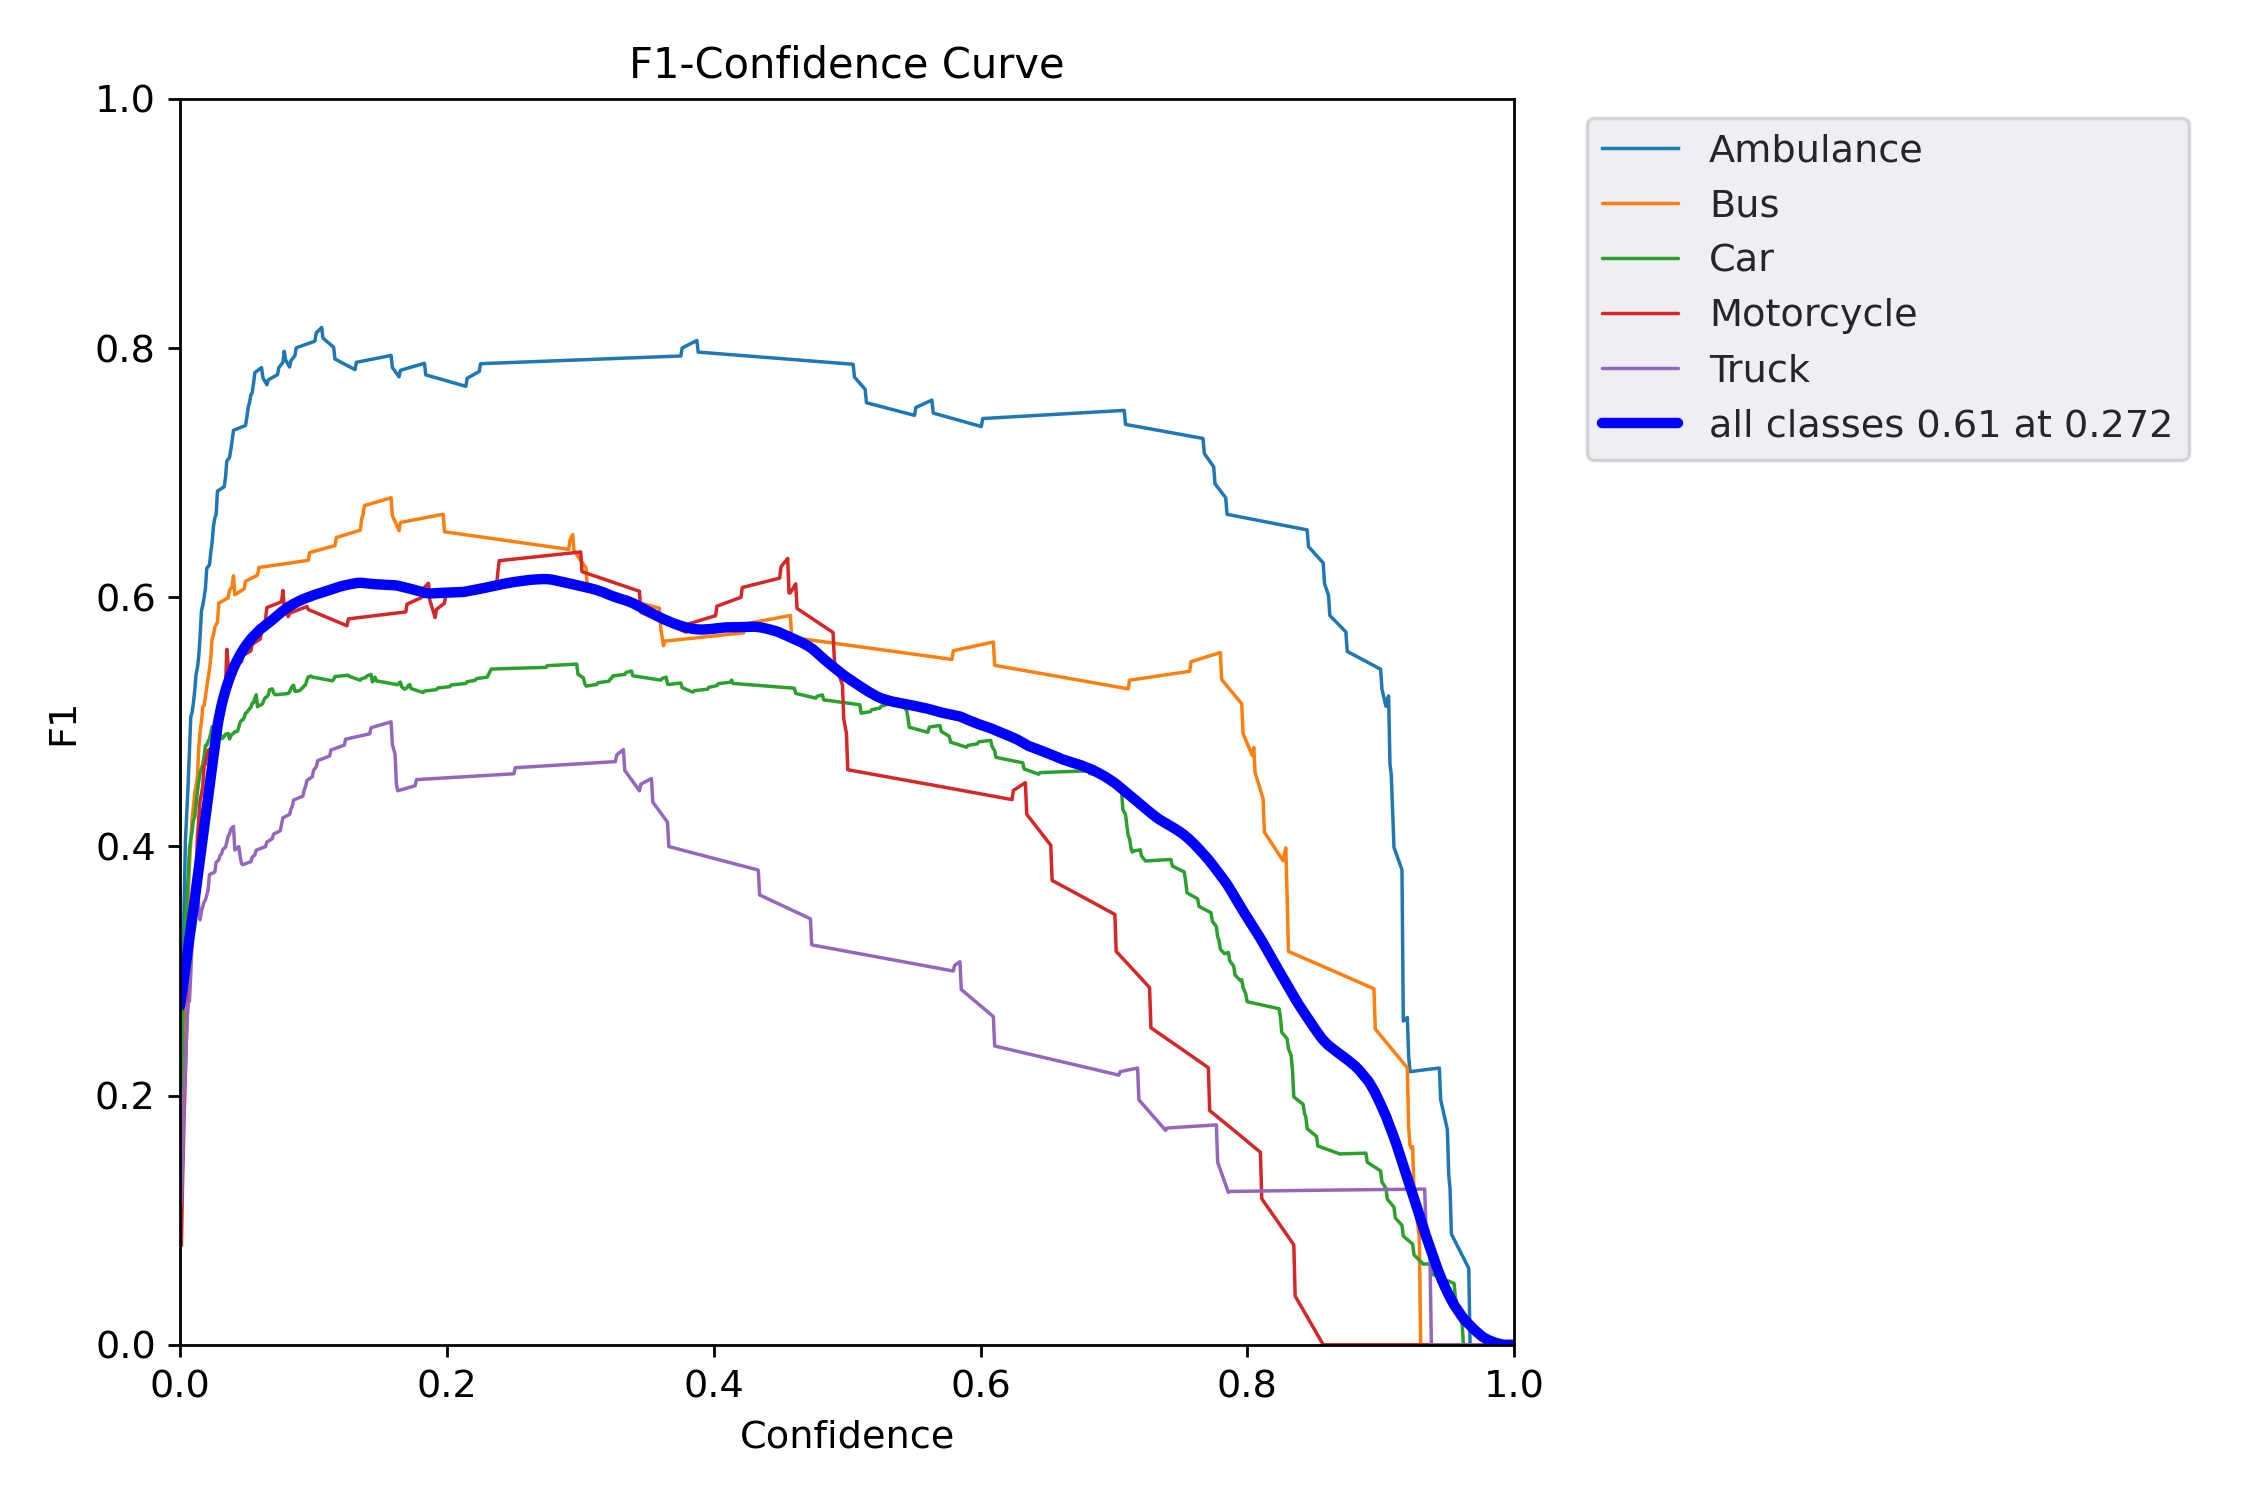 F1-Confidence Curve
1.0
0.8
0.6
0.4
0.2
0.0
F1
0.0 0.2 0.4 0.6 0.8 1.0
Confidence
Ambulance
Bus
Car
Motorcycle
Truck
all classes 0.61 at 0.272